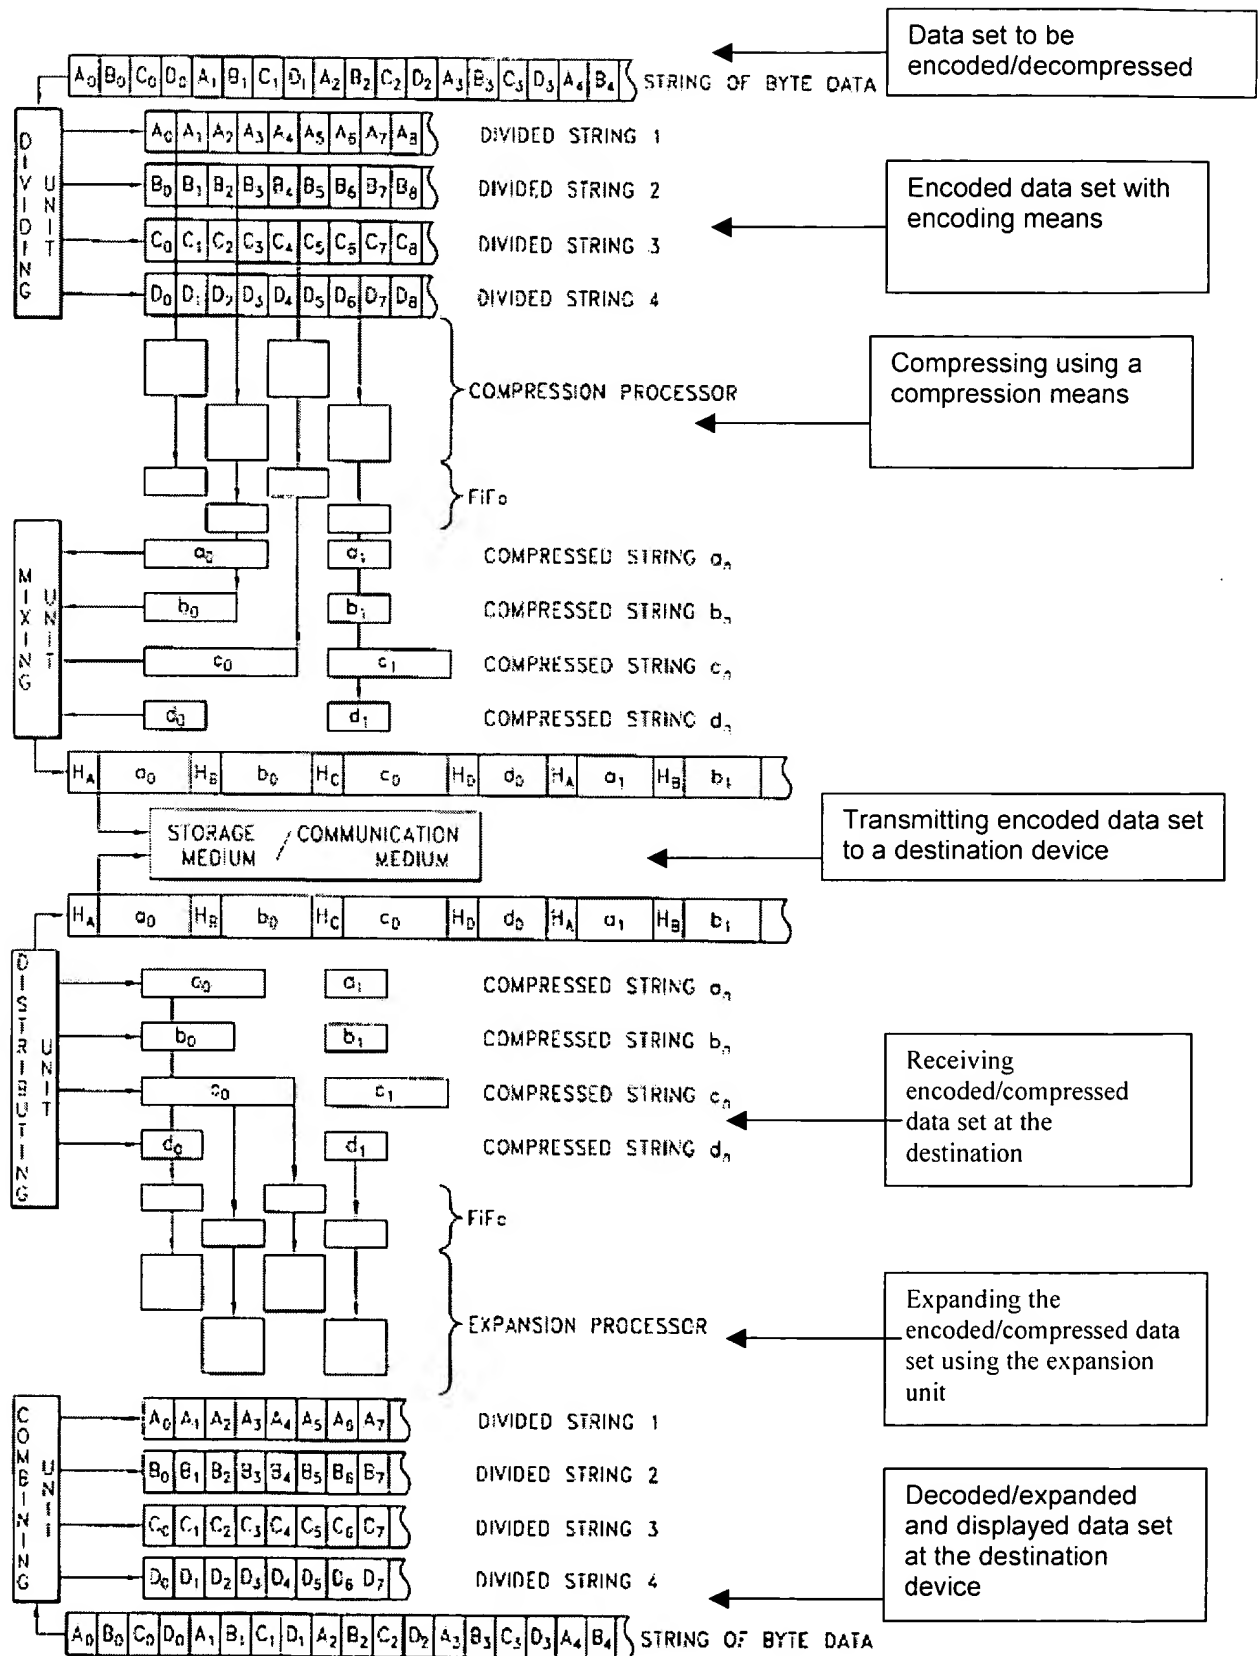 Data set to be
encoded/decompressed
A₀ B₀ C₀ D₀ A₁ B₁ C₁ D₁ A₂ B₂ C₂ D₂ A₃ B₃ C₃ D₃ A₄ B₄ STRING OF BYTE DATA
DIVIDING UNIT
A₀ A₁ A₂ A₃ A₄ A₅ A₆ A₇ A₈ DIVIDED STRING 1
B₀ B₁ B₂ B₃ B₄ B₅ B₆ B₇ B₈ DIVIDED STRING 2
C₀ C₁ C₂ C₃ C₄ C₅ C₆ C₇ C₈ DIVIDED STRING 3
D₀ D₁ D₂ D₃ D₄ D₅ D₆ D₇ D₈ DIVIDED STRING 4
Encoded data set with
encoding means
COMPRESSION PROCESSOR
Compressing using a
compression means
FiFo
MIXING UNIT
a₀ a₁ COMPRESSED STRING aₙ
b₀ b₁ COMPRESSED STRING bₙ
c₀ c₁ COMPRESSED STRING cₙ
d₀ d₁ COMPRESSED STRING dₙ
H_A a₀ H_B b₀ H_C c₀ H_D d₀ H_A a₁ H_B b₁
STORAGE / COMMUNICATION
MEDIUM MEDIUM
Transmitting encoded data set
to a destination device
H_A a₀ H_B b₀ H_C c₀ H_D d₀ H_A a₁ H_B b₁
DISTRIBUTING UNIT
c₀ a₁ COMPRESSED STRING aₙ
b₀ b₁ COMPRESSED STRING bₙ
c₀ c₁ COMPRESSED STRING cₙ
d₀ d₁ COMPRESSED STRING dₙ
Receiving
encoded/compressed
data set at the
destination
FiFo
EXPANSION PROCESSOR
Expanding the
encoded/compressed data
set using the expansion
unit
COMBINING UNIT
A₀ A₁ A₂ A₃ A₄ A₅ A₆ A₇ DIVIDED STRING 1
B₀ B₁ B₂ B₃ B₄ B₅ B₆ B₇ DIVIDED STRING 2
C₀ C₁ C₂ C₃ C₄ C₅ C₆ C₇ DIVIDED STRING 3
D₀ D₁ D₂ D₃ D₄ D₅ D₆ D₇ DIVIDED STRING 4
Decoded/expanded
and displayed data set
at the destination
device
A₀ B₀ C₀ D₀ A₁ B₁ C₁ D₁ A₂ B₂ C₂ D₂ A₃ B₃ C₃ D₃ A₄ B₄ STRING OF BYTE DATA